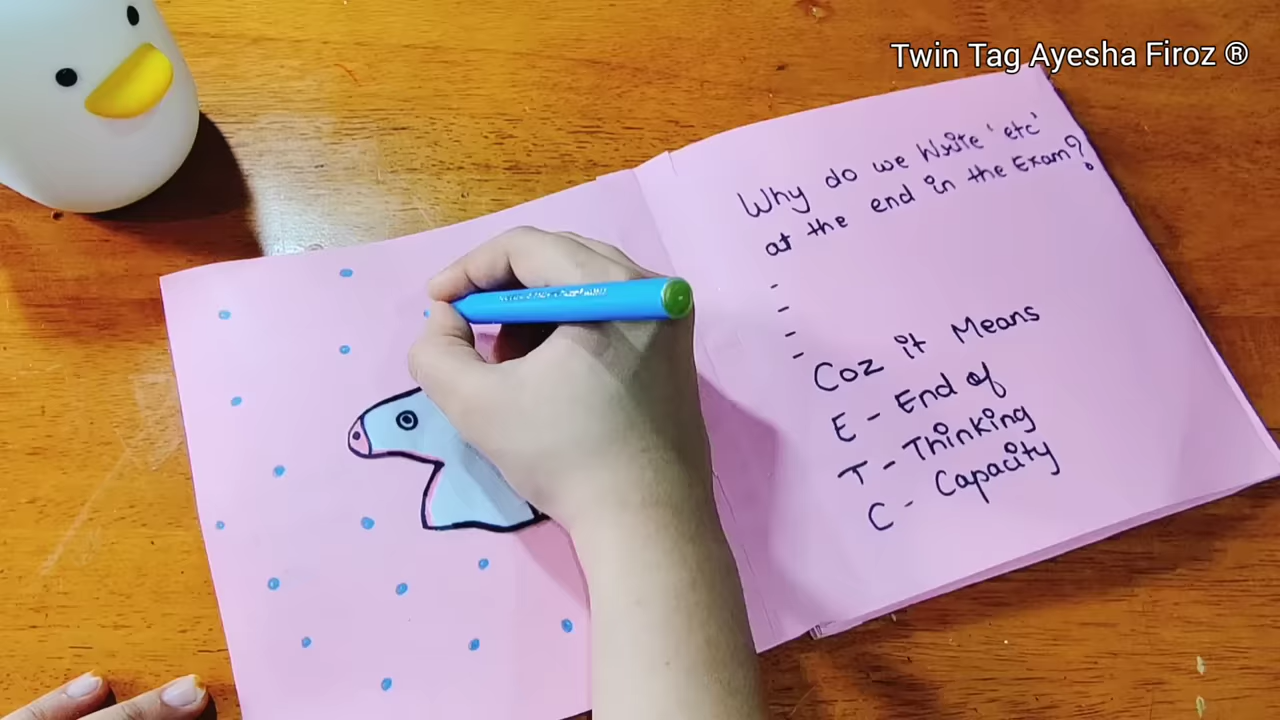 Twin Tag Ayesha Firoz ®
Why do we Write 'etc'
at the end in the Exam?
-
-
-
-
Coz it Means
E - End of
T - Thinking
C - Capacity